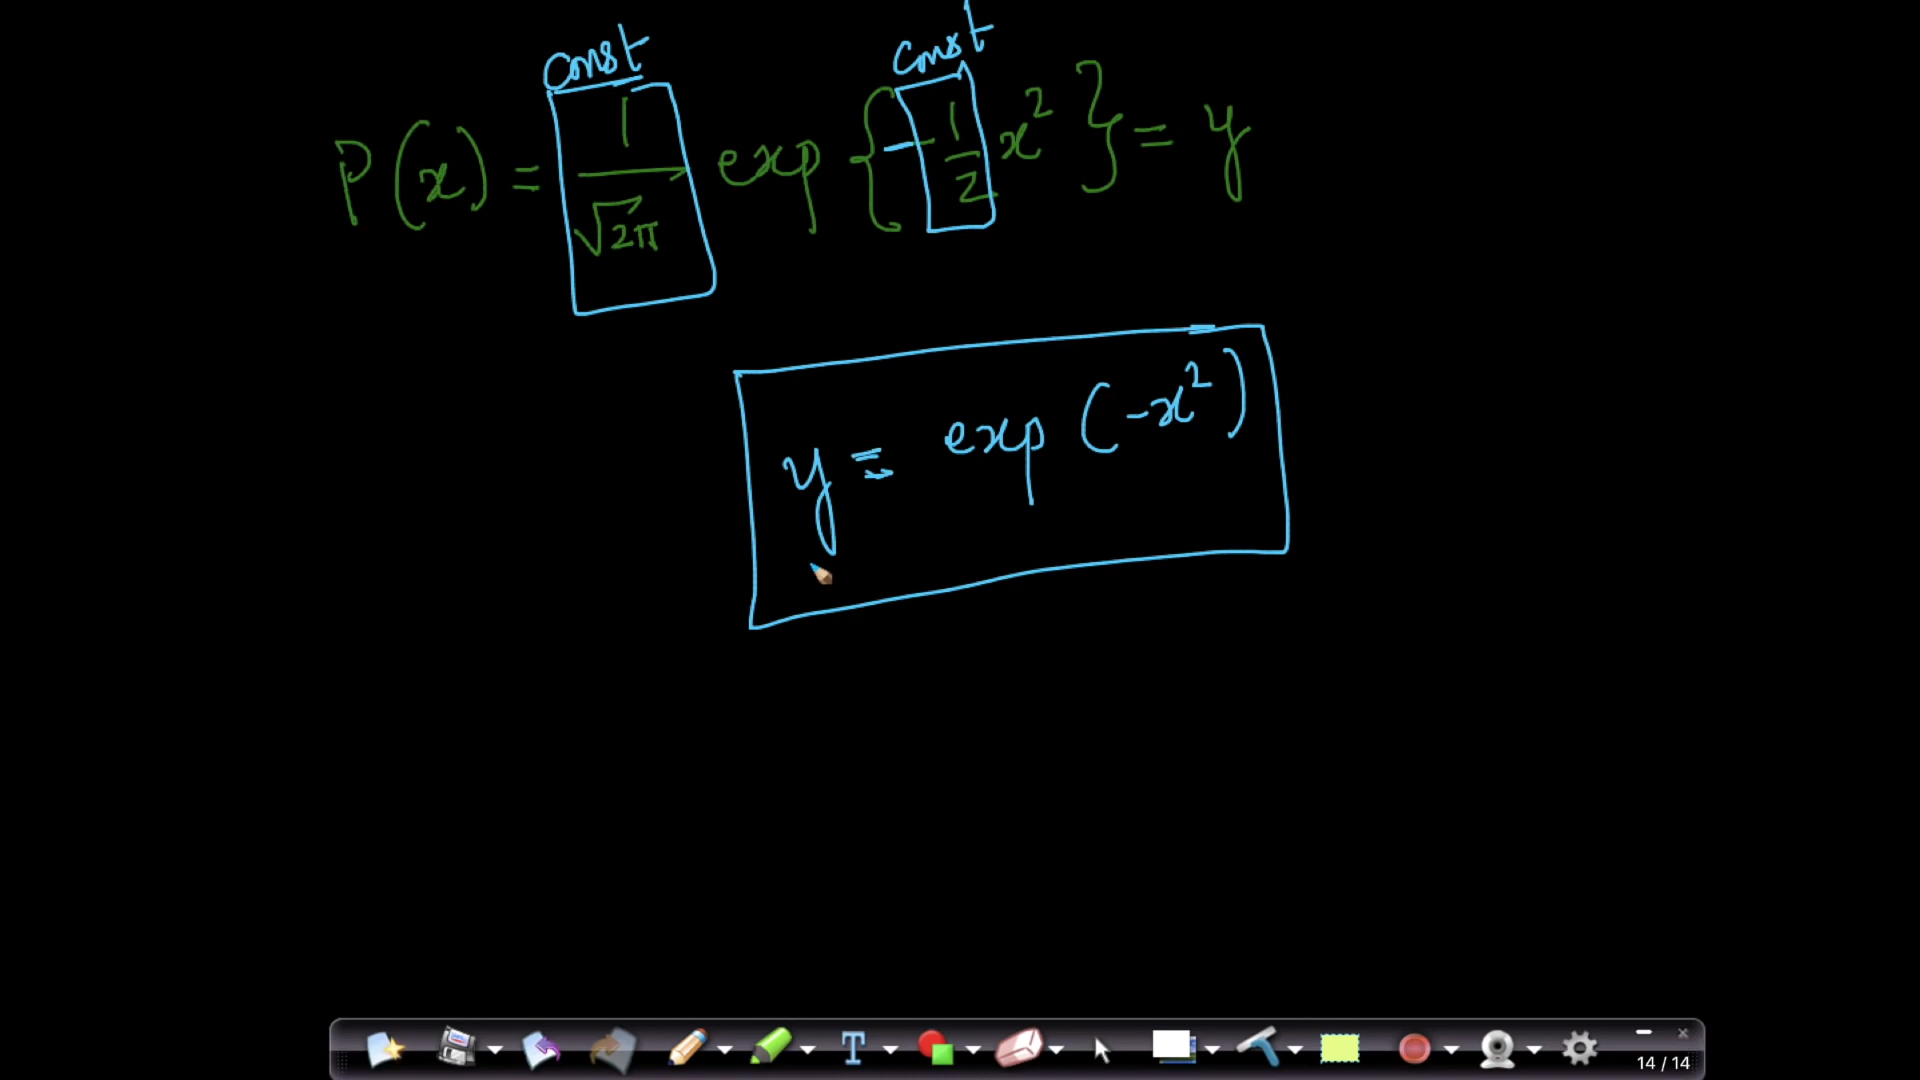 const const
P(x) = 1/√2π exp{-1/2 x²} = y
y = exp(-x²)
T
14 / 14